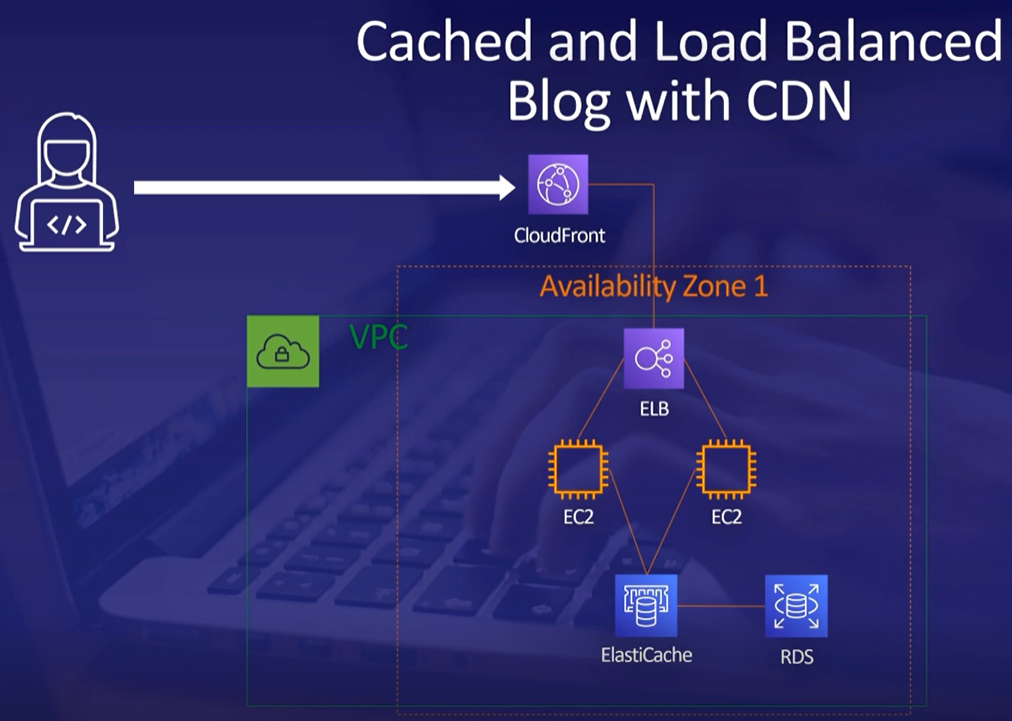 Cached and Load Balanced
Blog with CDN
</>
CloudFront
Availability Zone 1
VPC
ELB
EC2
EC2
ElastiCache
RDS